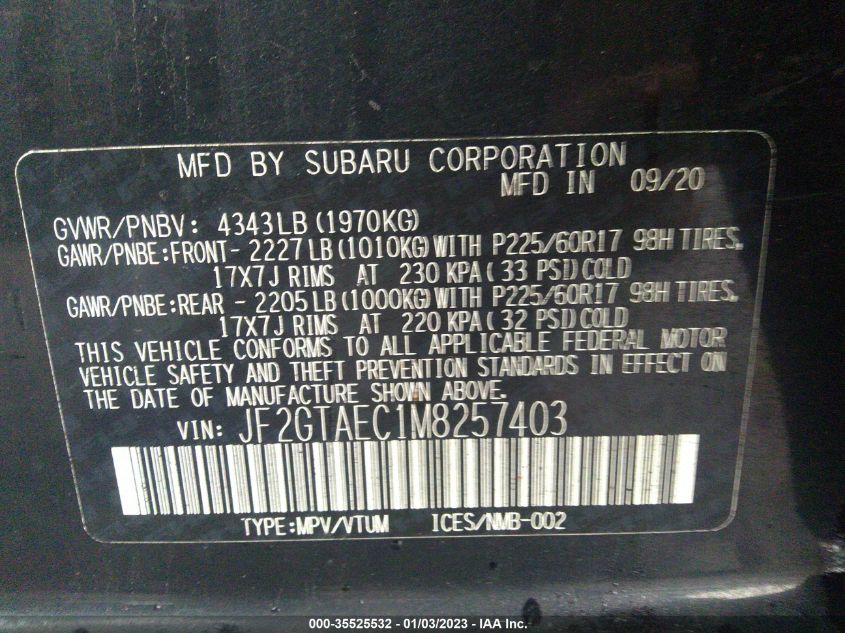 MFD BY SUBARU CORPORATION
MFD IN 09/20
GVWR/PNBV: 4343LB (1970KG)
GAWR/PNBE:FRONT- 2227LB (1010KG) WITH P225/60R17 98H TIRES.
17X7J RIMS AT 230 KPA ( 33 PSI) COLD
GAWR/PNBE:REAR - 2205LB (1000KG) WITH P225/60R17 98H TIRES.
17X7J RIMS AT 220 KPA ( 32 PSI) COLD
THIS VEHICLE CONFORMS TO ALL APPLICABLE FEDERAL MOTOR
VEHICLE SAFETY AND THEFT PREVENTION STANDARDS IN EFFECT ON
THE DATE OF MANUFACTURE SHOWN ABOVE.
VIN: JF2GTAEC1M8257403
TYPE:MPV/VTUM ICES/NMB-002
000-35525532 - 01/03/2023 - IAA Inc.